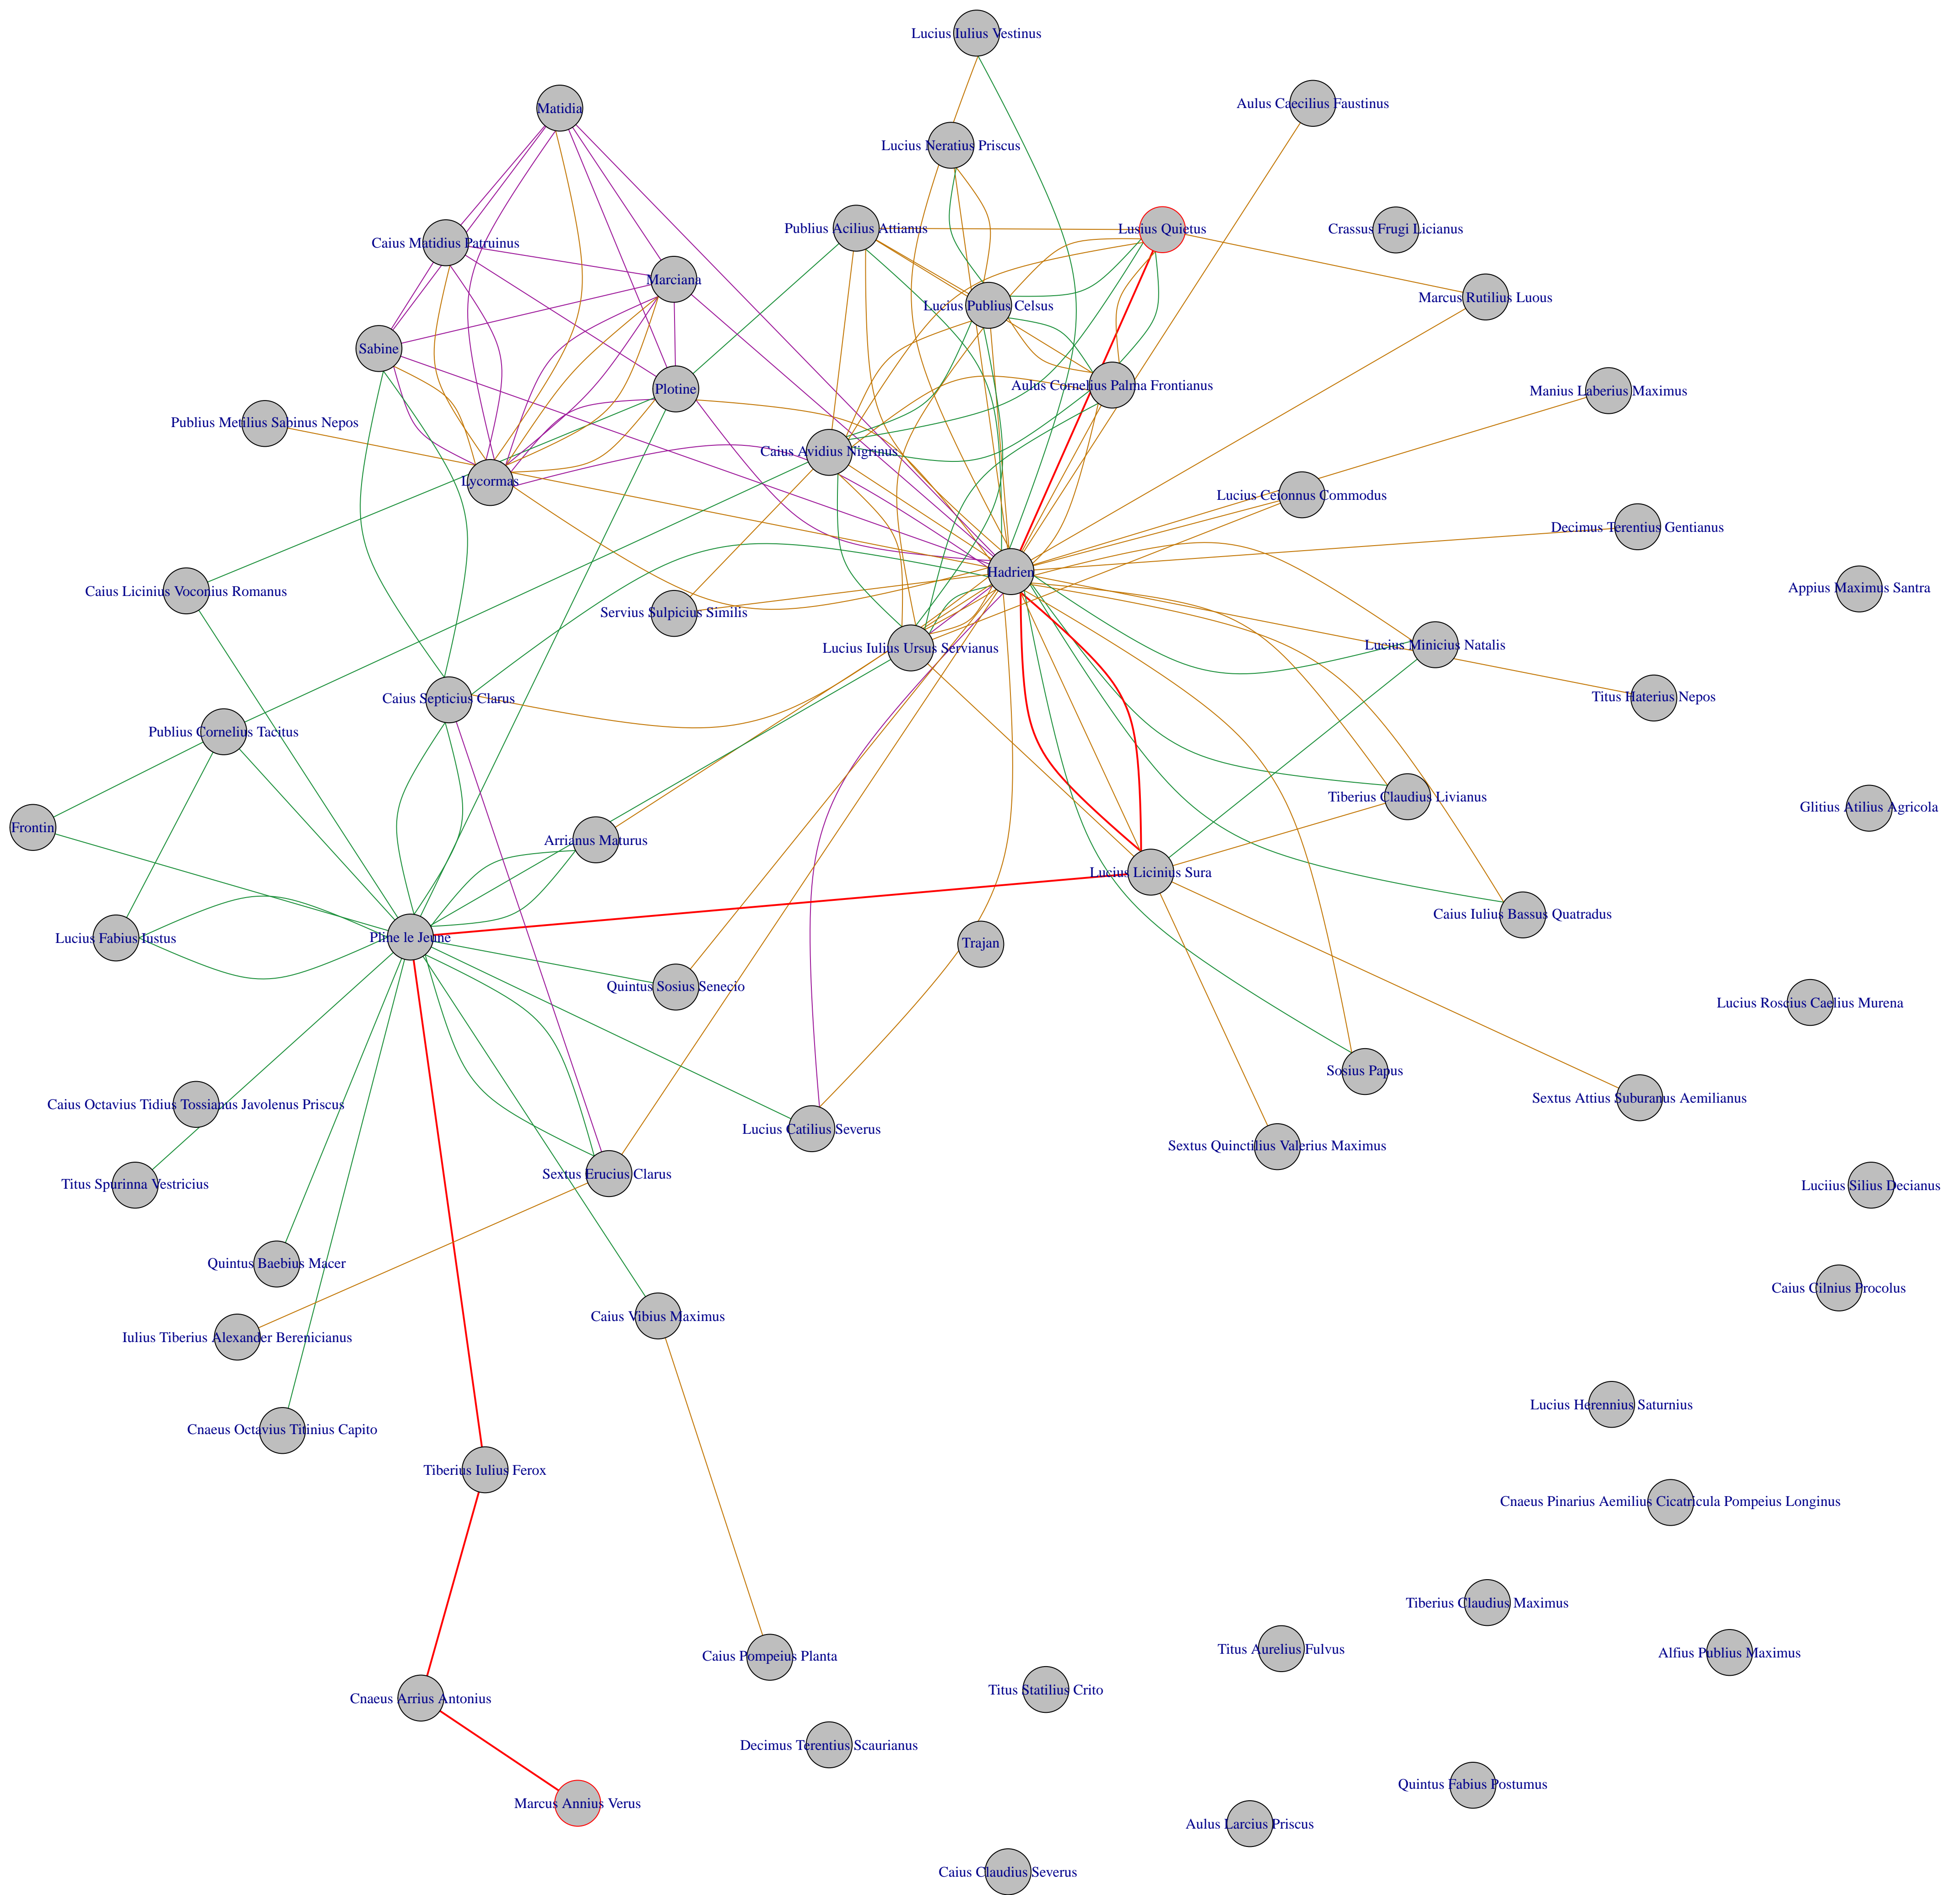 Lucius Iulius Vestinus
Matidia
Aulus Caecilius Faustinus
Lucius Neratius Priscus
Caius Matidius Patruinus
Publius Acilius Attianus
Lusius Quietus
Crassus Frugi Licianus
Marciana
Lucius Publius Celsus
Marcus Rutilius Luous
Sabine
Plotine
Aulus Cornelius Palma Frontianus
Manius Laberius Maximus
Publius Metilius Sabinus Nepos
Caius Avidius Nigrinus
Lycormas
Lucius Ceionnus Commodus
Decimus Terentius Gentianus
Hadrien
Caius Licinius Voconius Romanus
Appius Maximus Santra
Servius Sulpicius Similis
Lucius Iulius Ursus Servianus
Lucius Minicius Natalis
Caius Septicius Clarus
Titus Haterius Nepos
Publius Cornelius Tacitus
Tiberius Claudius Livianus
Glitius Atilius Agricola
Frontin
Arrianus Maturus
Lucius Licinius Sura
Caius Iulius Bassus Quatradus
Lucius Fabius Iustus
Pline le Jeune
Trajan
Quintus Sosius Senecio
Lucius Roscius Caelius Murena
Sosius Papus
Sextus Attius Suburanus Aemilianus
Caius Octavius Tidius Tossianus Javolenus Priscus
Lucius Catilius Severus
Sextus Quinctilius Valerius Maximus
Sextus Erucius Clarus
Titus Spurinna Vestricius
Luciius Silius Decianus
Quintus Baebius Macer
Caius Cilnius Procolus
Caius Vibius Maximus
Iulius Tiberius Alexander Berenicianus
Lucius Herennius Saturnius
Cnaeus Octavius Titinius Capito
Tiberius Iulius Ferox
Cnaeus Pinarius Aemilius Cicatricula Pompeius Longinus
Tiberius Claudius Maximus
Titus Aurelius Fulvus
Alfius Publius Maximus
Caius Pompeius Planta
Titus Statilius Crito
Cnaeus Arrius Antonius
Decimus Terentius Scaurianus
Quintus Fabius Postumus
Marcus Annius Verus
Aulus Larcius Priscus
Caius Claudius Severus